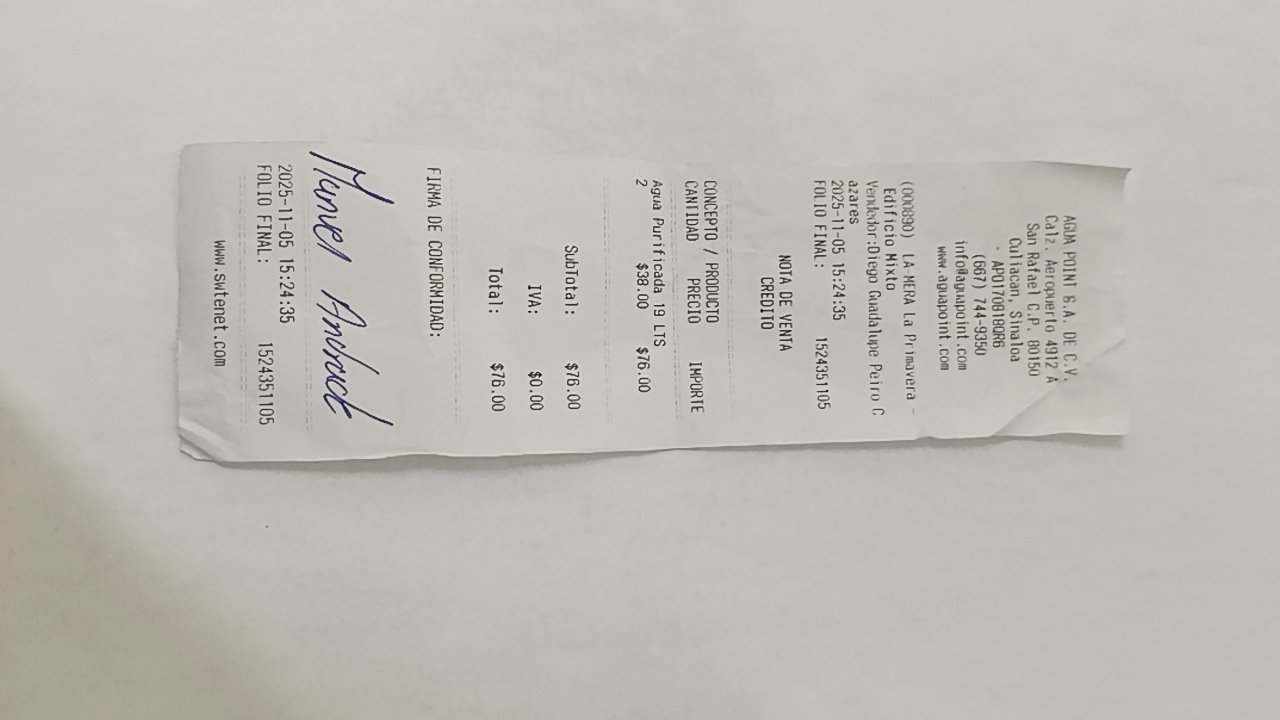 AGUA POINT S.A. DE C.V.
Calz. Aeropuerto 4912 A
San Rafael C.P. 80150
Culiacan, Sinaloa
- APO170818QR6
(667) 744-9350
info@aguapoint.com
www.aguapoint.com
(000890) LA-MERA La Primavera -
Edificio Mixto
Vendedor:Diego Guadalupe Peiro C
azares
2025-11-05 15:24:35
FOLIO FINAL: 1524351105
NOTA DE VENTA
CREDITO
CONCEPTO / PRODUCTO
CANTIDAD PRECIO IMPORTE
Agua Purificada 19 LTS
2 $38.00 $76.00
SubTotal: $76.00
IVA: $0.00
Total: $76.00
FIRMA DE CONFORMIDAD:
Manuel
2025-11-05 15:24:35
FOLIO FINAL: 1524351105
www.swtenet.com